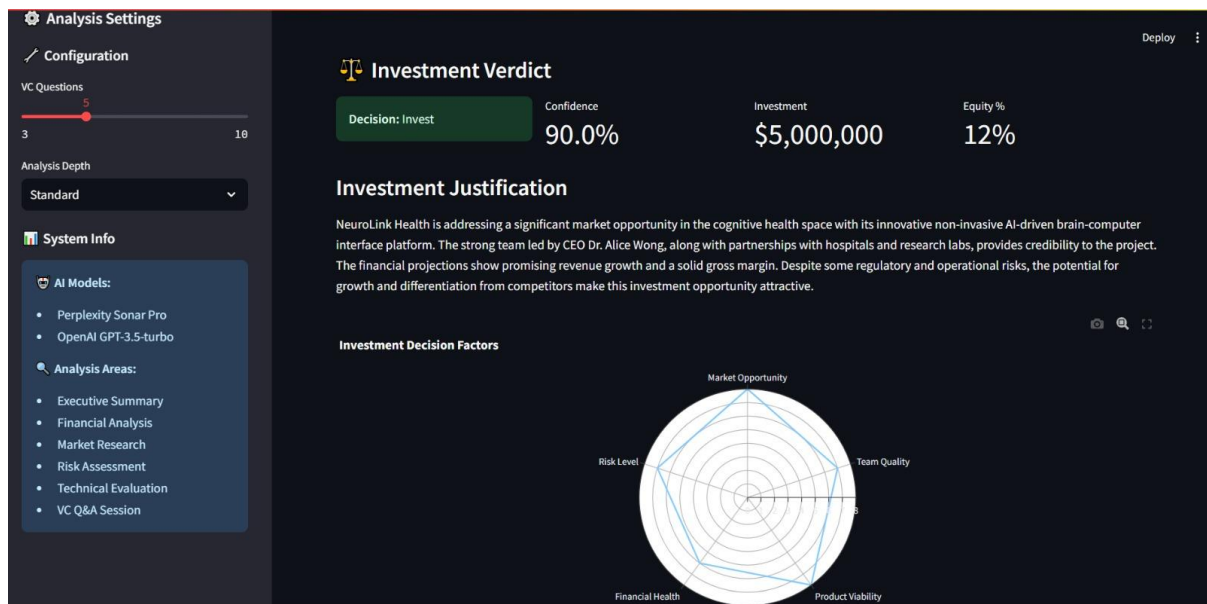 Analysis Settings
Configuration
VC Questions
5
3 10
Analysis Depth
Standard
System Info
AI Models:
• Perplexity Sonar Pro
• OpenAI GPT-3.5-turbo
Analysis Areas:
• Executive Summary
• Financial Analysis
• Market Research
• Risk Assessment
• Technical Evaluation
• VC Q&A Session
Deploy
Investment Verdict
Decision: Invest
Confidence
90.0%
Investment
$5,000,000
Equity %
12%
Investment Justification
NeuroLink Health is addressing a significant market opportunity in the cognitive health space with its innovative non-invasive AI-driven brain-computer
interface platform. The strong team led by CEO Dr. Alice Wong, along with partnerships with hospitals and research labs, provides credibility to the project.
The financial projections show promising revenue growth and a solid gross margin. Despite some regulatory and operational risks, the potential for
growth and differentiation from competitors make this investment opportunity attractive.
Investment Decision Factors
Market Opportunity
Risk Level
Team Quality
Financial Health
Product Viability